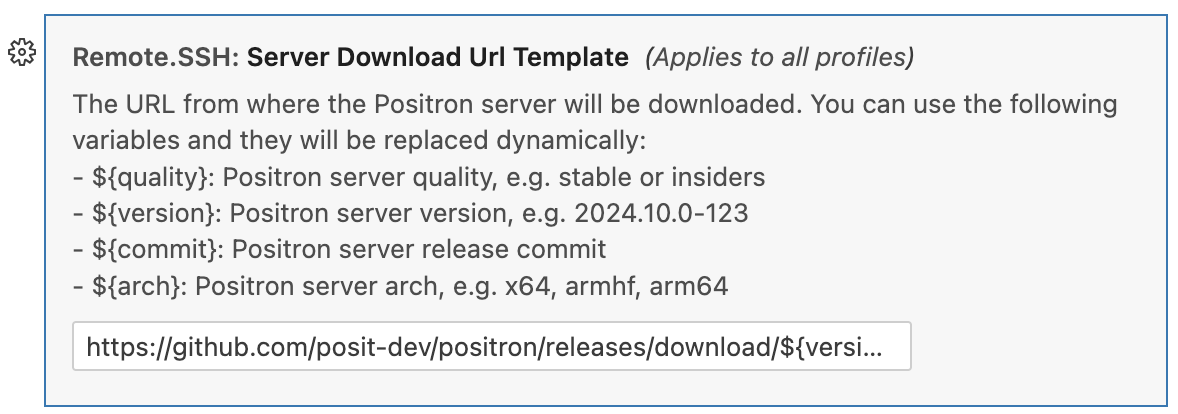 Remote.SSH: Server Download Url Template (Applies to all profiles)
The URL from where the Positron server will be downloaded. You can use the following
variables and they will be replaced dynamically:
- ${quality}: Positron server quality, e.g. stable or insiders
- ${version}: Positron server version, e.g. 2024.10.0-123
- ${commit}: Positron server release commit
- ${arch}: Positron server arch, e.g. x64, armhf, arm64
https://github.com/posit-dev/positron/releases/download/${versi...